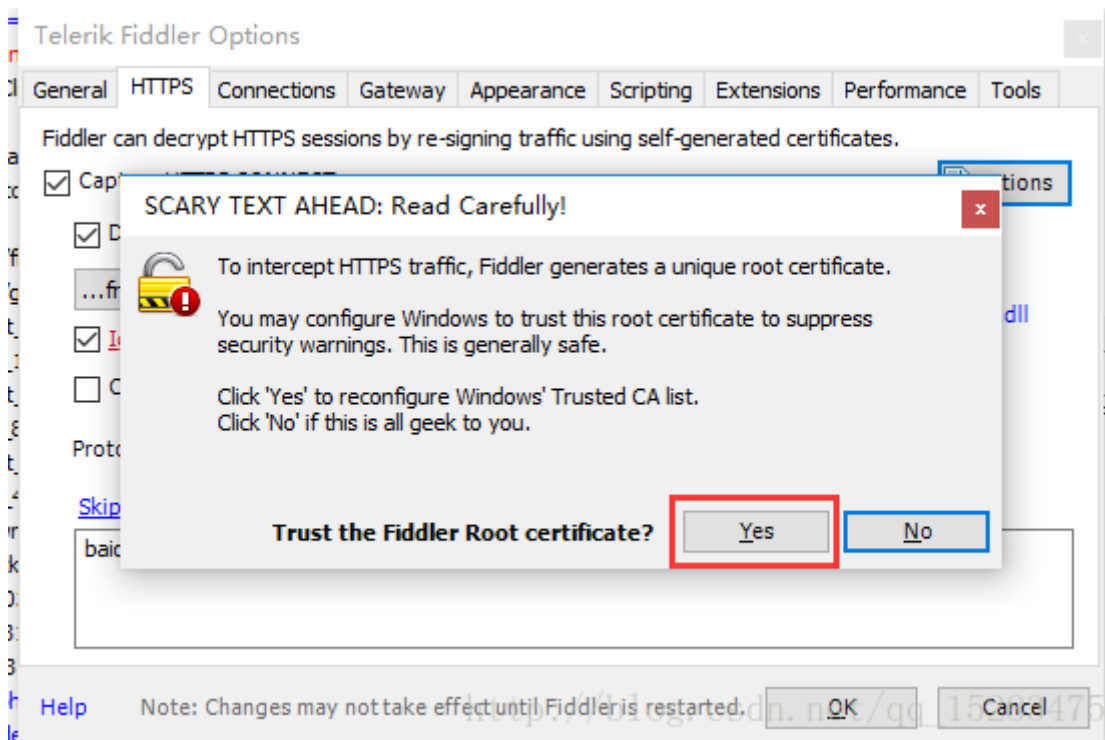 Telerik Fiddler Options
General HTTPS Connections Gateway Appearance Scripting Extensions Performance Tools
Fiddler can decrypt HTTPS sessions by re-signing traffic using self-generated certificates.
SCARY TEXT AHEAD: Read Carefully!
To intercept HTTPS traffic, Fiddler generates a unique root certificate.
You may configure Windows to trust this root certificate to suppress
security warnings. This is generally safe.
Click 'Yes' to reconfigure Windows' Trusted CA list.
Click 'No' if this is all geek to you.
Skip
Trust the Fiddler Root certificate? Yes No
Help Note: Changes may not take effect until Fiddler is restarted. OK Cancel